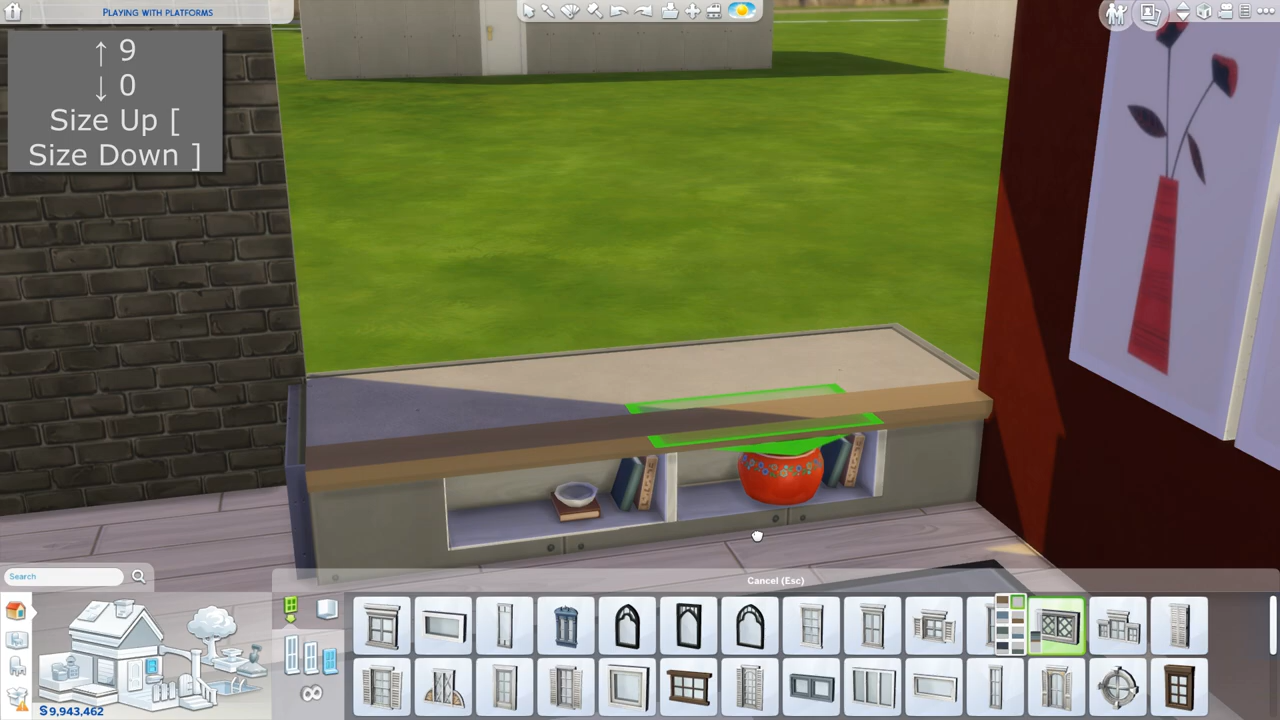 PLAYING WITH PLATFORMS
↑ 9
↓ 0
Size Up [
Size Down ]
Cancel (Esc)
Search
$9,943,462